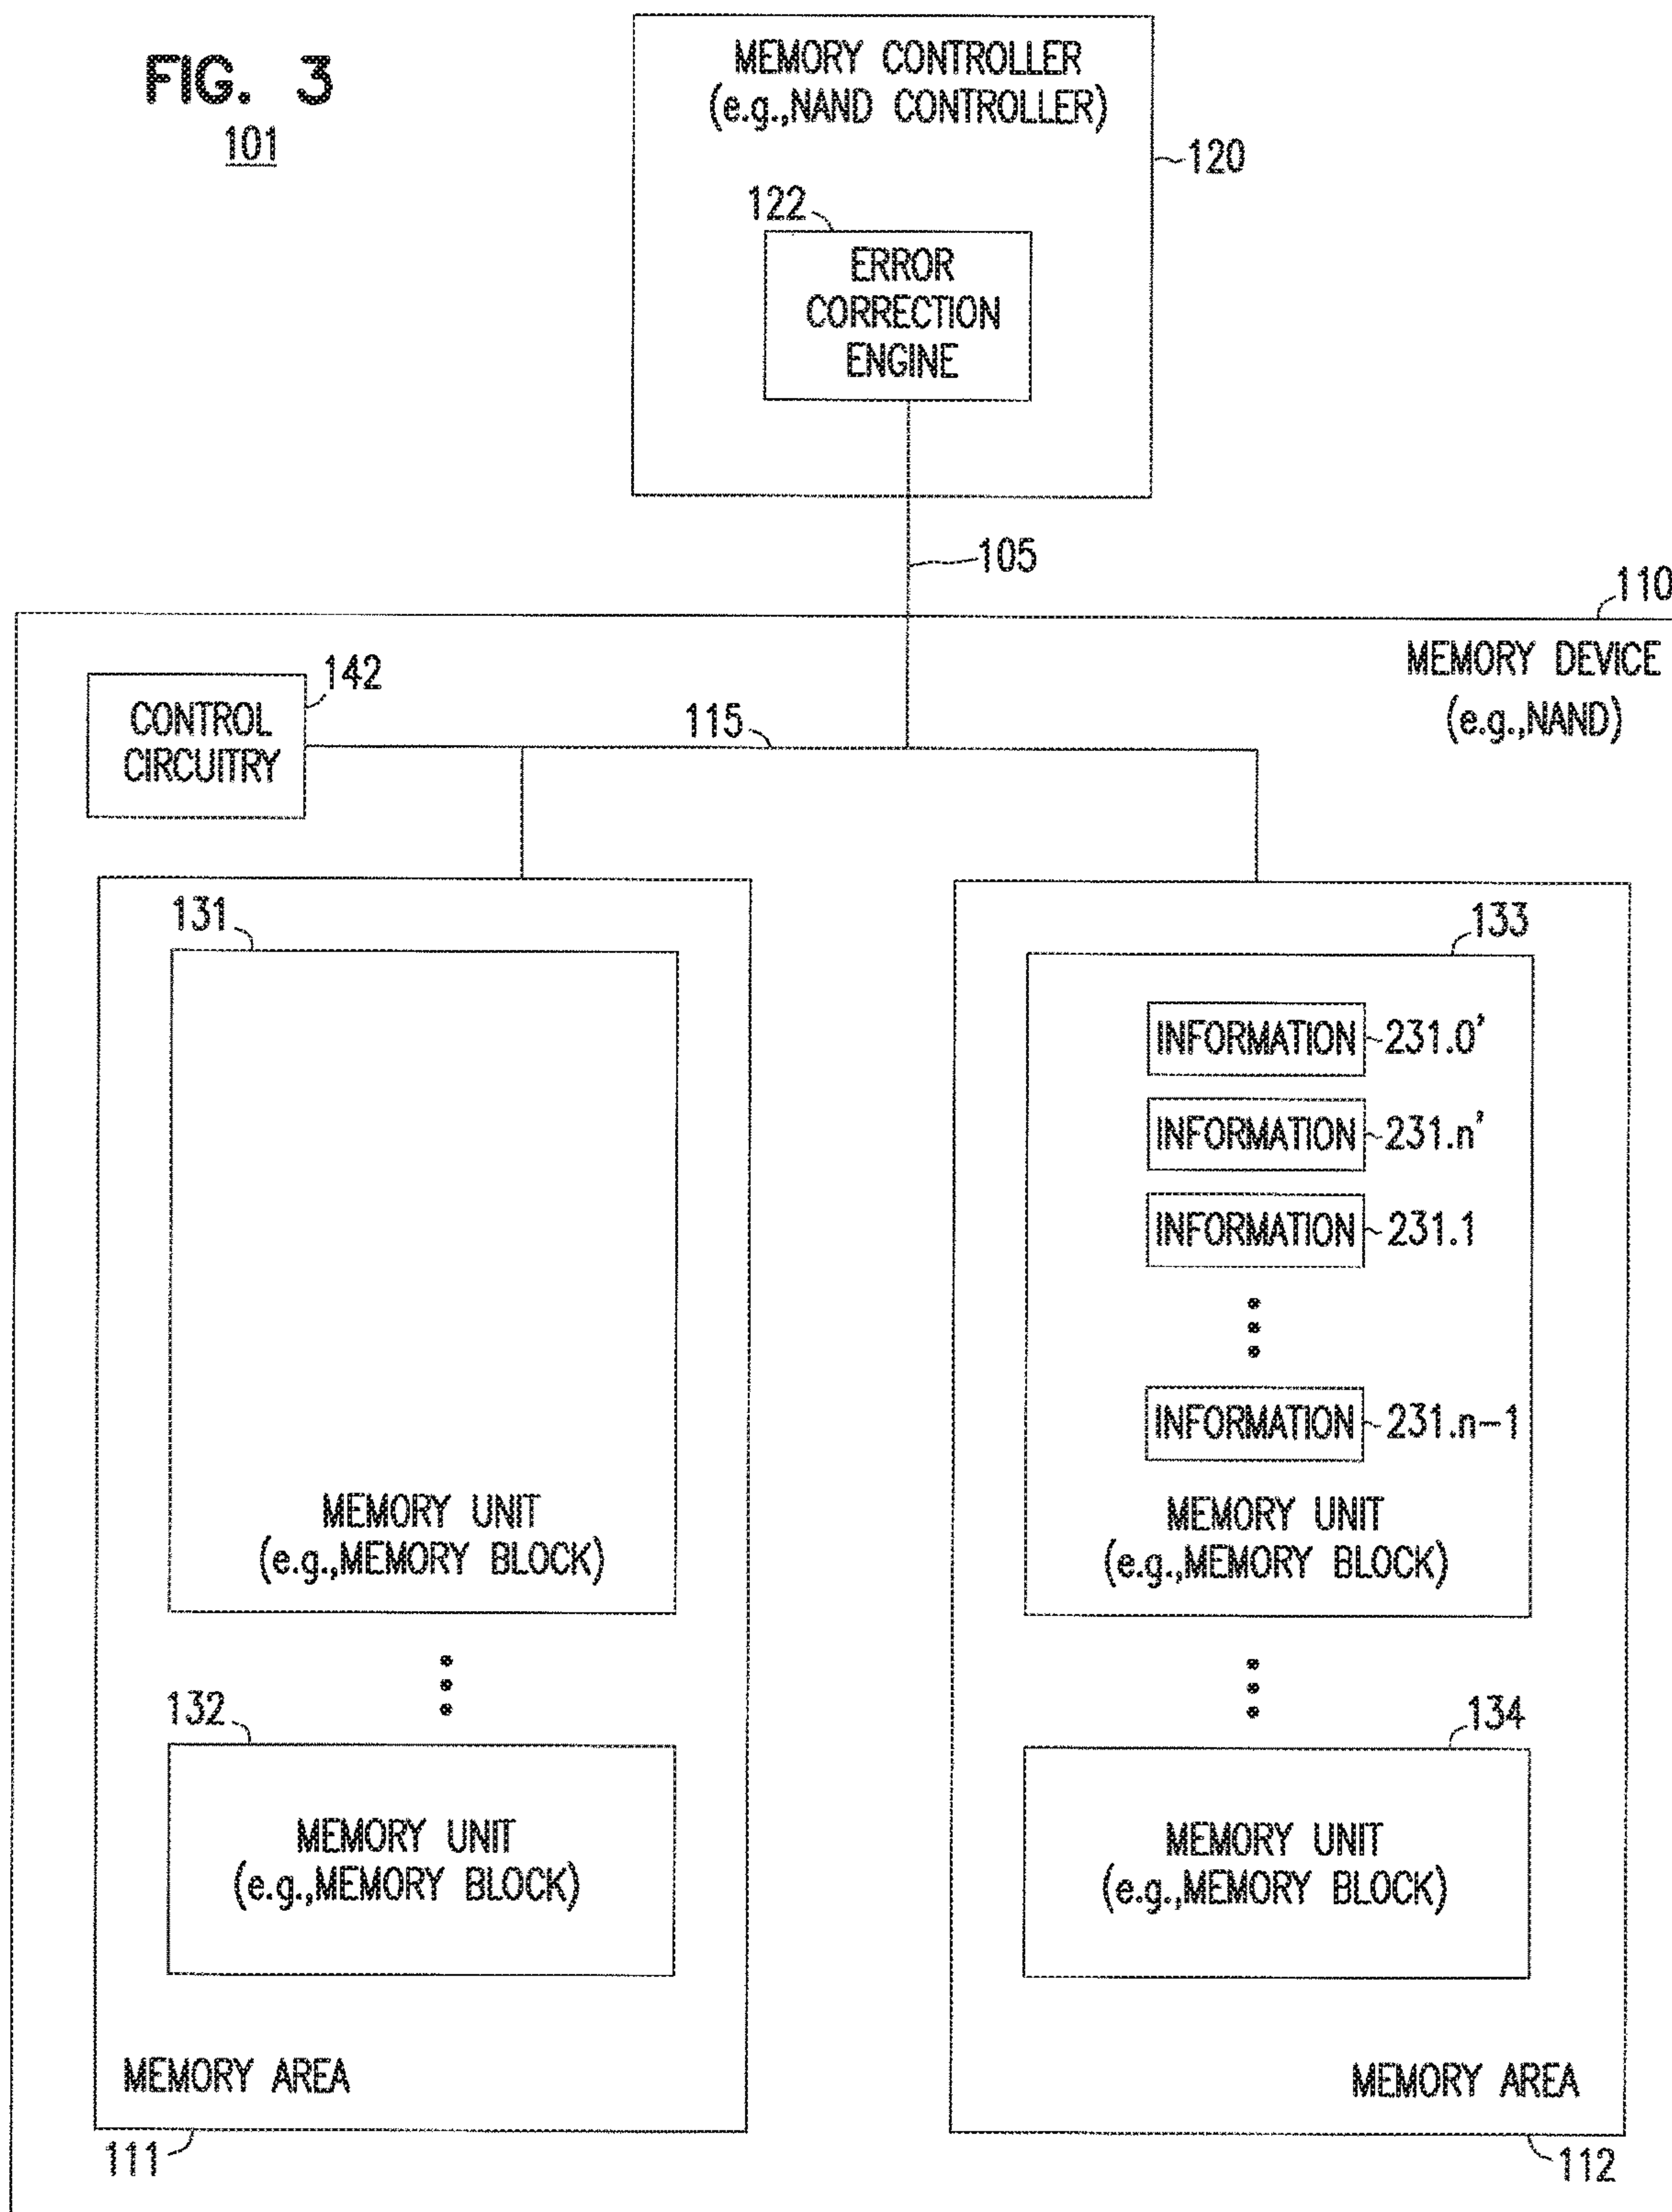 FIG. 3
101
MEMORY CONTROLLER
(e.g.,NAND CONTROLLER)
120
122
ERROR
CORRECTION
ENGINE
105
110
MEMORY DEVICE
(e.g.,NAND)
142
CONTROL
CIRCUITRY
115
131
MEMORY UNIT
(e.g.,MEMORY BLOCK)
132
MEMORY UNIT
(e.g.,MEMORY BLOCK)
MEMORY AREA
111
133
INFORMATION 231.0'
INFORMATION 231.n'
INFORMATION 231.1
INFORMATION 231.n-1
MEMORY UNIT
(e.g.,MEMORY BLOCK)
134
MEMORY UNIT
(e.g.,MEMORY BLOCK)
MEMORY AREA
112